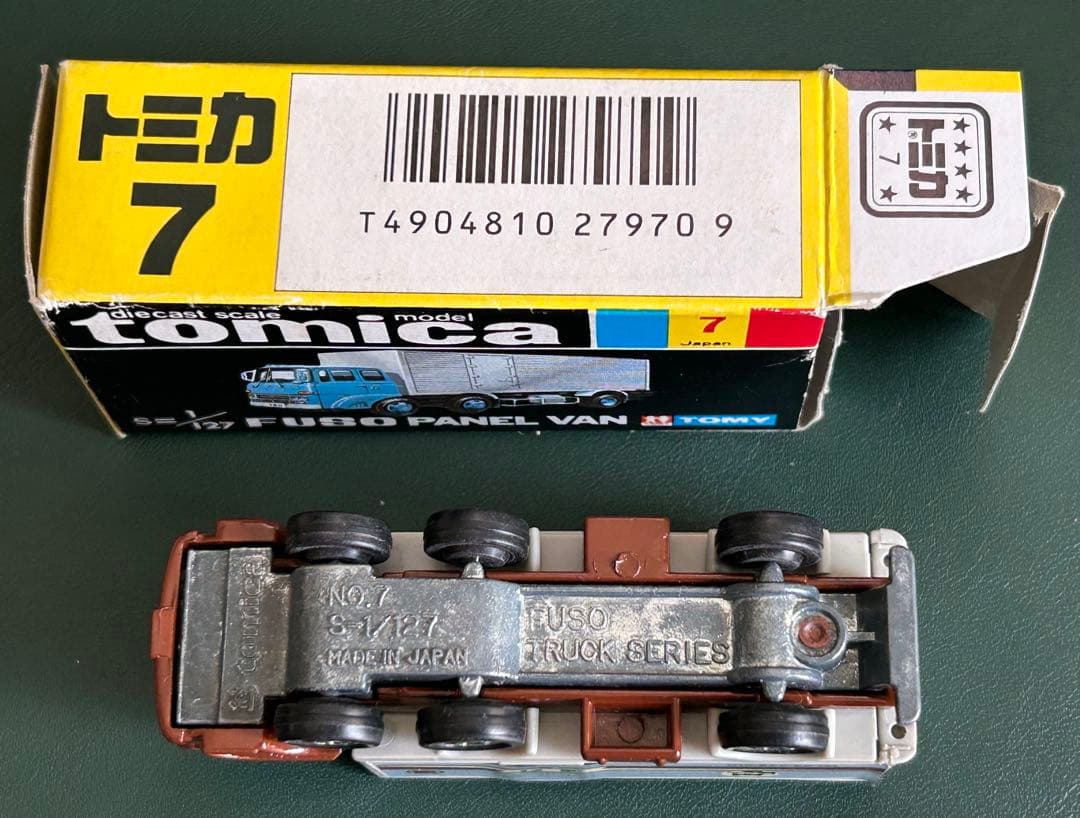 トミカ
7
T4904810 27970 9
トミカ®
7
diecast scale model
tomica
7
Japan
S=1/127 FUSO PANEL VAN TOMY
tomica
NO.7
S=1/127
MADE IN JAPAN
FUSO
TRUCK SERIES